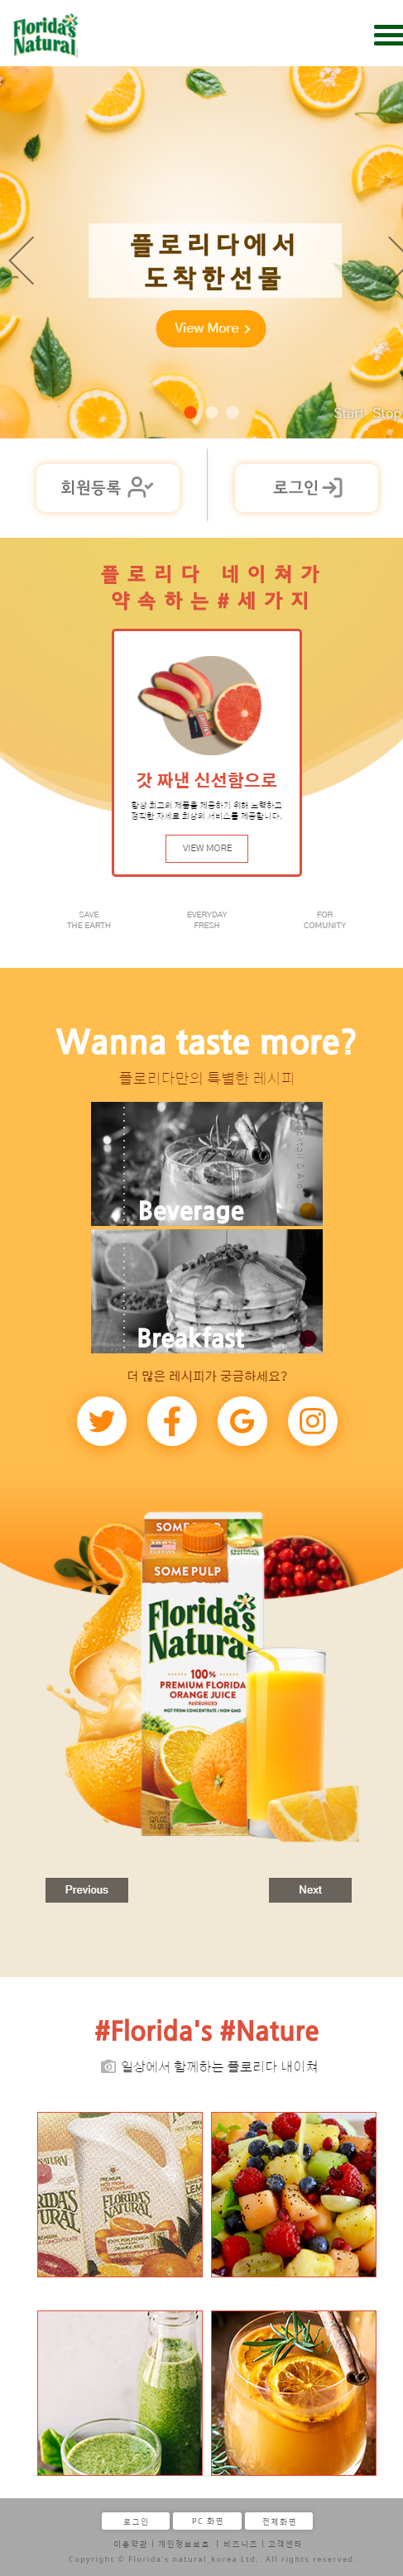 Florida's
Natural
플로리다에서
도착한선물
View More
Start Stop
회원등록
로그인
플로리다 네이쳐가
약속하는#세가지
갓 짜낸 신선함으로
항상 최고의 제품을 제공하기 위해 노력하고
정직한 자세로 최상의 서비스를 제공합니다.
VIEW MORE
SAVE
THE EARTH
EVERYDAY
FRESH
FOR
COMUNITY
Wanna taste more?
플로리다만의 특별한 레시피
Beverage
Breakfast
더 많은 레시피가 궁금하세요?
SOME PULP
Florida's
Natural
100%
PREMIUM FLORIDA
ORANGE JUICE
PASTEURIZED
NOT FROM CONCENTRATE / NON GMO
Previous
Next
#Florida's #Nature
일상에서 함께하는 플로리다 내이쳐
FLORIDA'S
NATURAL
로그인
PC 화면
전체화면
이용약관 | 개인정보보호 | 비즈니즈 | 고객센터
Copyright © Florida's natural_korea Ltd,. All rights reserved.